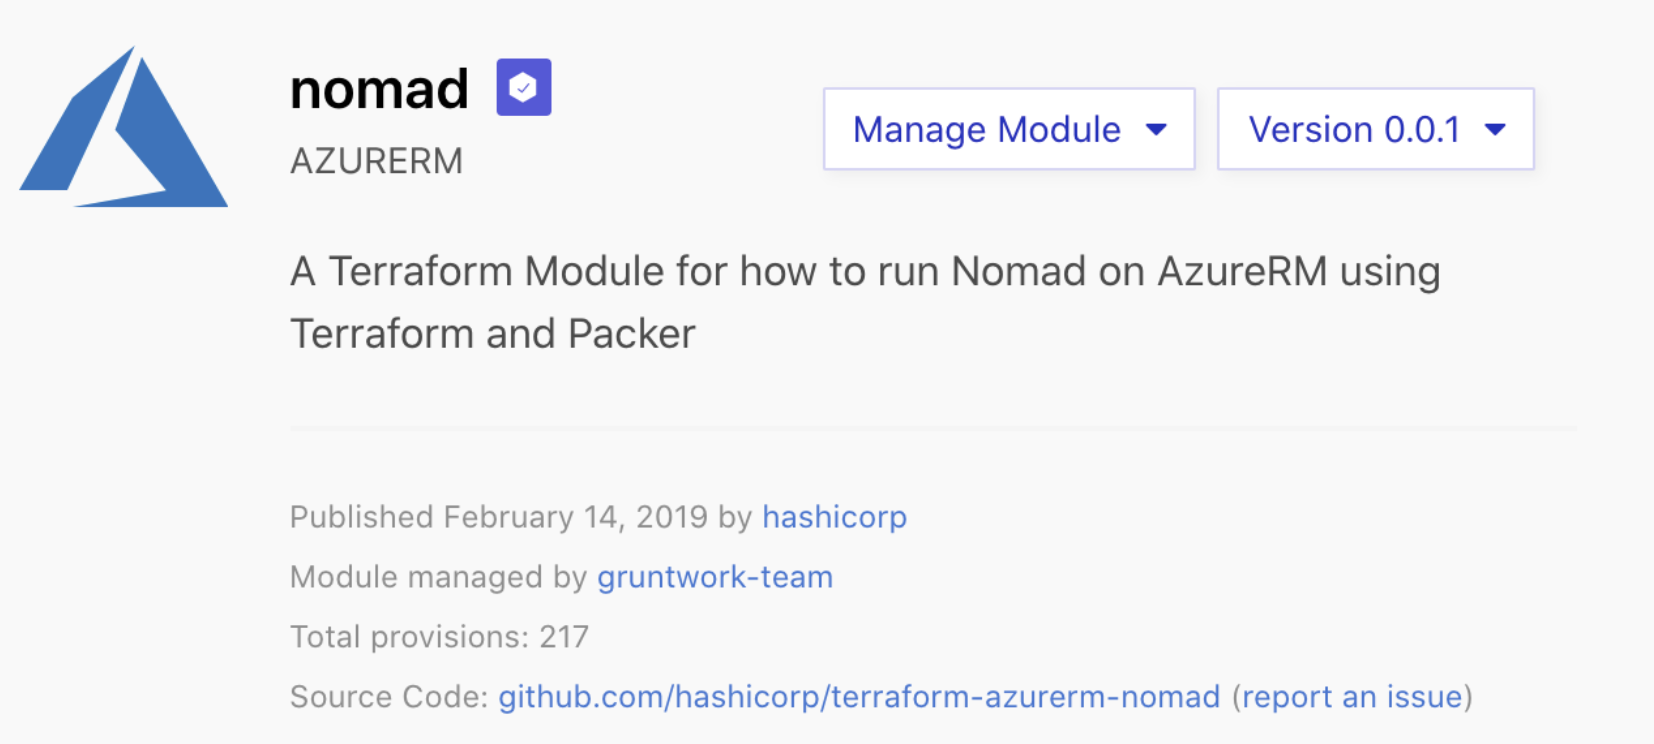 nomad
AZURERM
Manage Module
Version 0.0.1
A Terraform Module for how to run Nomad on AzureRM using
Terraform and Packer
Published February 14, 2019 by hashicorp
Module managed by gruntwork-team
Total provisions: 217
Source Code: github.com/hashicorp/terraform-azurerm-nomad (report an issue)